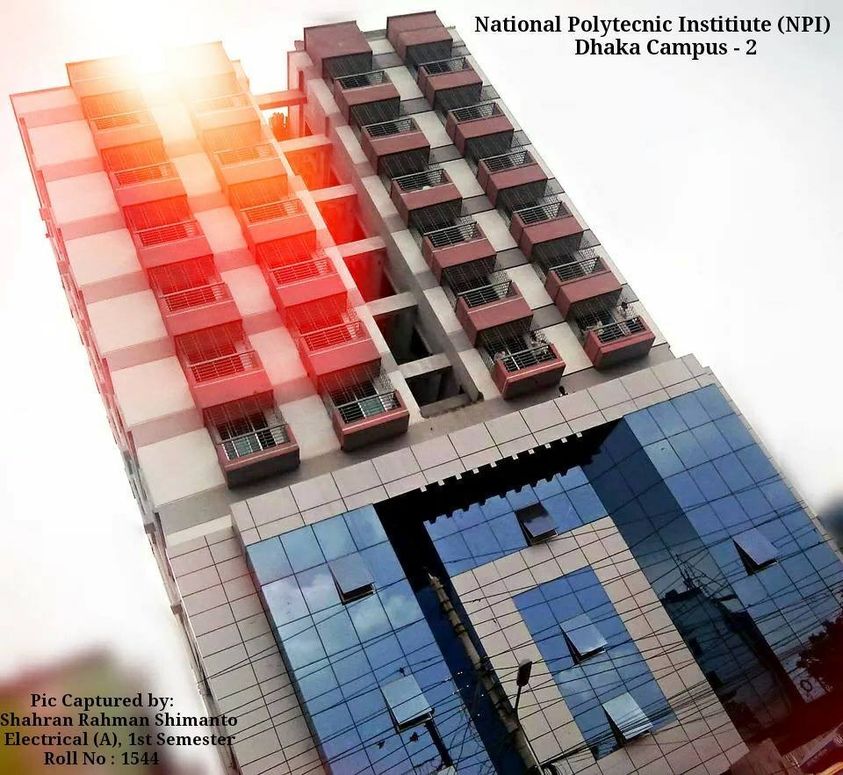 National Polytecnic Institiute (NPI)
Dhaka Campus - 2
Pic Captured by:
Shahran Rahman Shimanto
Electrical (A), 1st Semester
Roll No : 1544